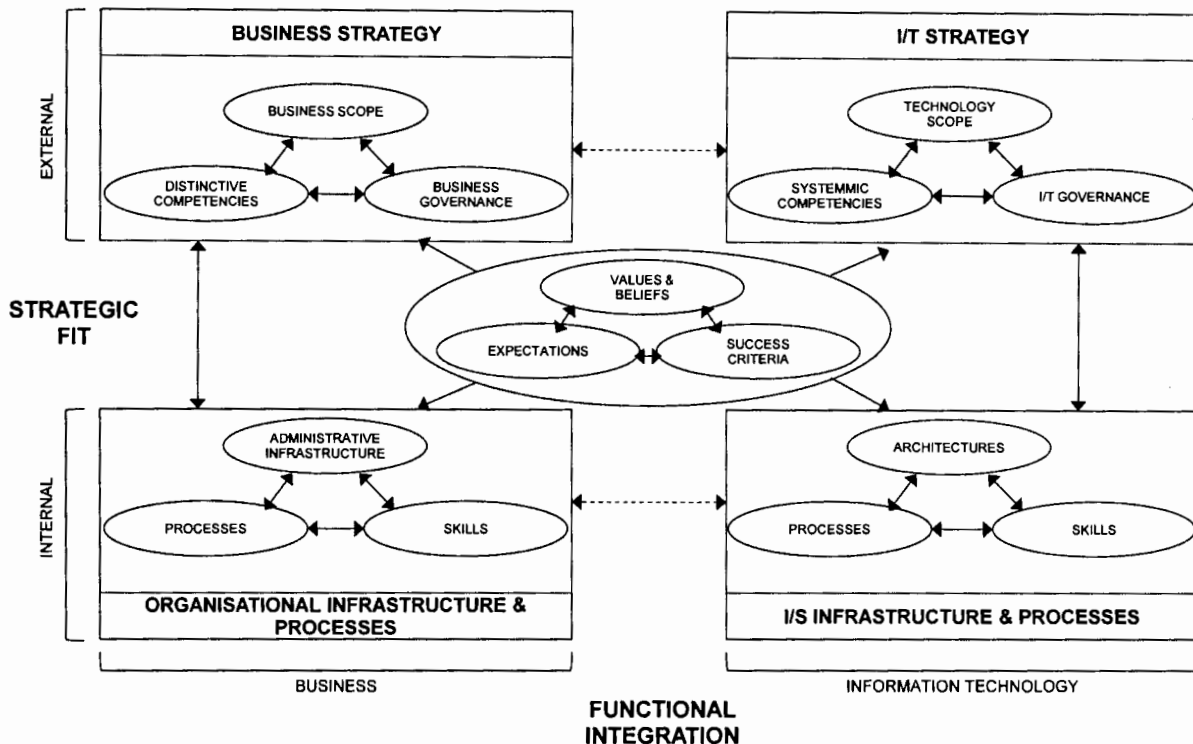 BUSINESS STRATEGY
I/T STRATEGY
EXTERNAL
BUSINESS SCOPE
DISTINCTIVE
COMPETENCIES
BUSINESS
GOVERNANCE
TECHNOLOGY
SCOPE
SYSTEMMIC
COMPETENCIES
I/T GOVERNANCE
STRATEGIC
FIT
VALUES &
BELIEFS
EXPECTATIONS
SUCCESS
CRITERIA
INTERNAL
ADMINISTRATIVE
INFRASTRUCTURE
PROCESSES
SKILLS
ARCHITECTURES
PROCESSES
SKILLS
ORGANISATIONAL INFRASTRUCTURE &
PROCESSES
I/S INFRASTRUCTURE & PROCESSES
BUSINESS
INFORMATION TECHNOLOGY
FUNCTIONAL
INTEGRATION